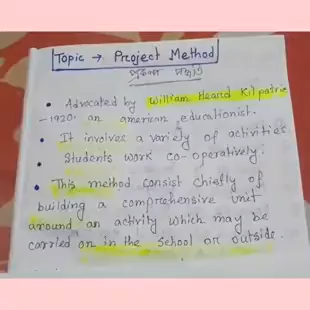 Topic → Project Method
প্রকল্প পদ্ধতি
• Advocated by William Heard Kilpatric
-1920- an american educationist.
• It involves a variety of activities
• Students work co-operatively.
• This method consist chiefly of
building a comprehensive unit
around an activity which may be
carried on in the school or outside.